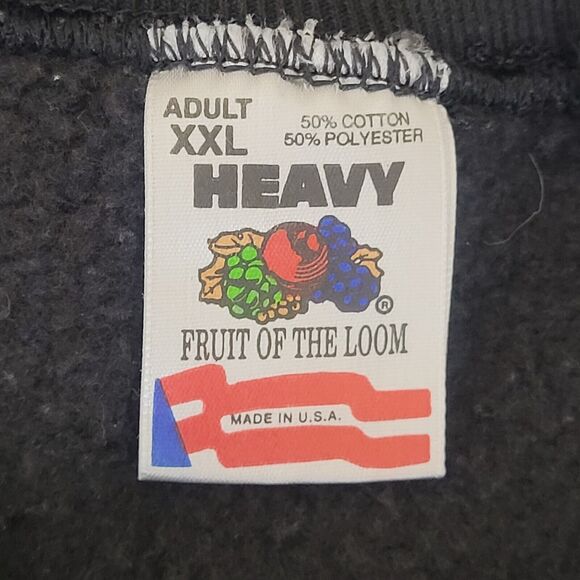 ADULT
XXL
50% COTTON
50% POLYESTER
HEAVY
®
FRUIT OF THE LOOM
MADE IN U.S.A.